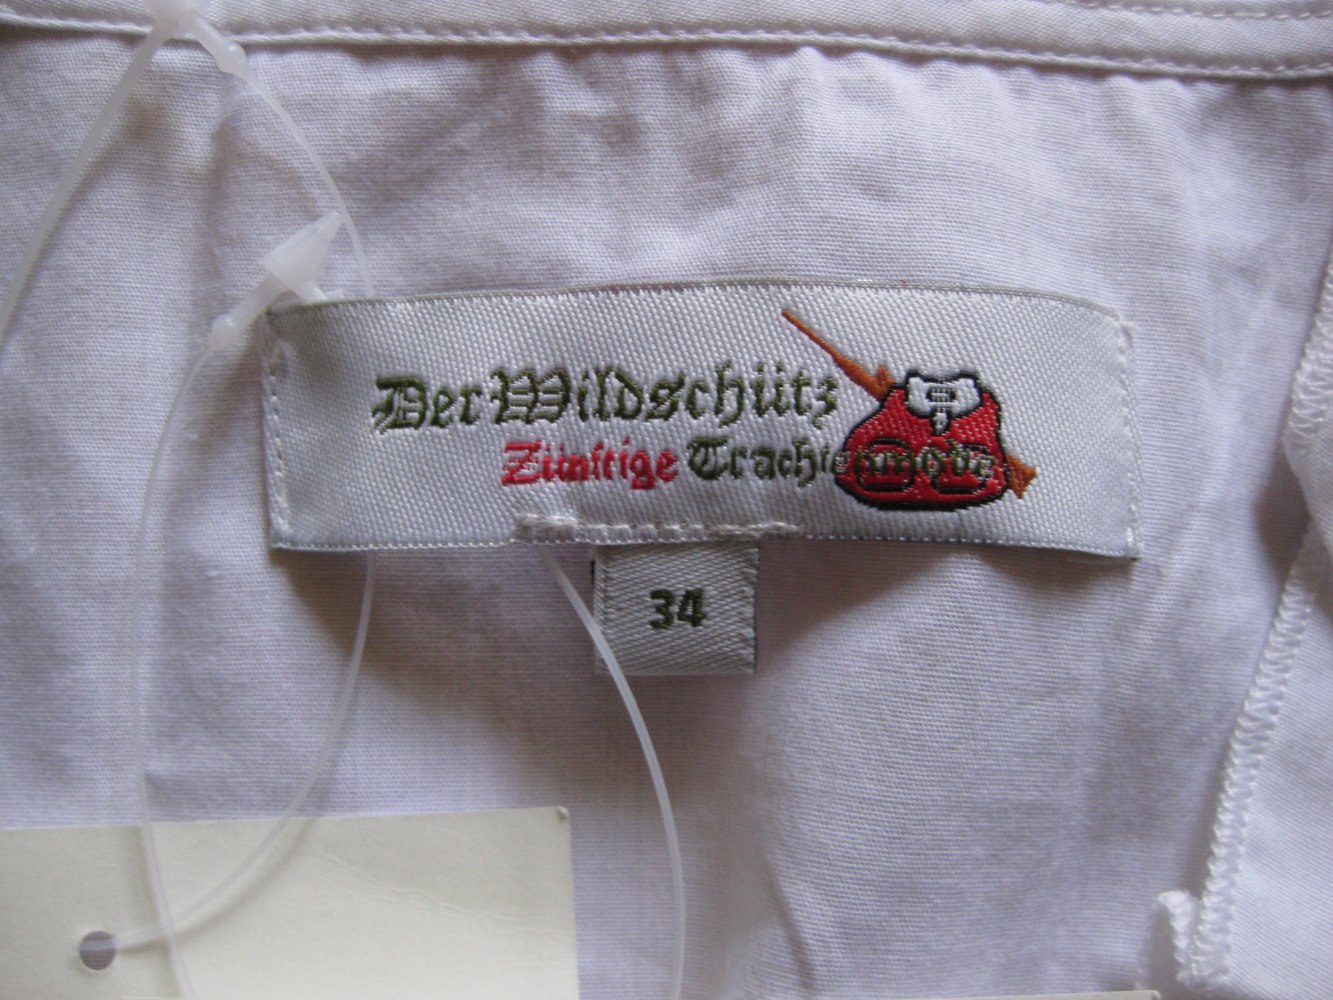 Der Wildschütz
Zünftige Trachtenmode
34